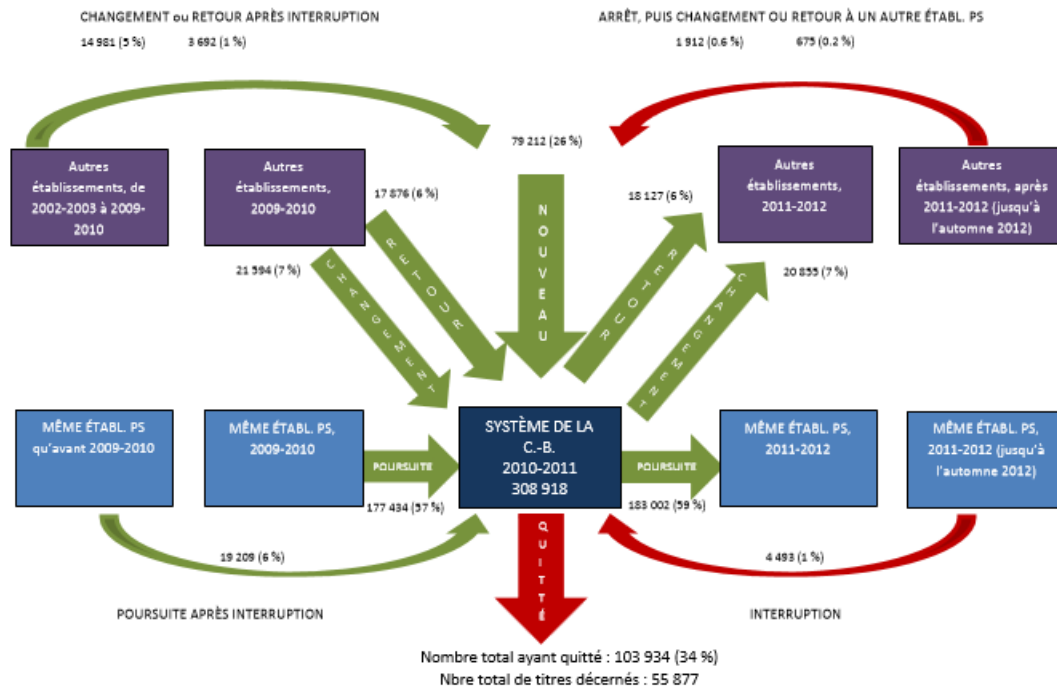 CHANGEMENT ou RETOUR APRÈS INTERRUPTION
14 981 (5 %) 3 692 (1 %)
ARRÊT, PUIS CHANGEMENT OU RETOUR À UN AUTRE ÉTABL. PS
1 912 (0.6 %) 675 (0.2 %)
79 212 (26 %)
Autres
établissements, de
2002-2003 à 2009-
2010
Autres
établissements,
2009-2010
17 876 (6 %)
21 594 (7 %)
CHANGEMENT
RETOUR
NOUVEAU
18 127 (6 %)
RETOUR
CHANGEMENT
Autres
établissements,
2011-2012
20 855 (7 %)
Autres
établissements, après
2011-2012 (jusqu'à
l'automne 2012)
MÊME ÉTABL. PS
qu'avant 2009-2010
MÊME ÉTABL. PS,
2009-2010
POURSUITE
177 434 (57 %)
SYSTÈME DE LA
C.-B.
2010-2011
308 918
POURSUITE
183 002 (59 %)
MÊME ÉTABL. PS,
2011-2012
MÊME ÉTABL. PS,
2011-2012 (jusqu'à
l'automne 2012)
19 209 (6 %)
QUITTÉ
4 493 (1 %)
POURSUITE APRÈS INTERRUPTION
INTERRUPTION
Nombre total ayant quitté : 103 934 (34 %)
Nbre total de titres décernés : 55 877